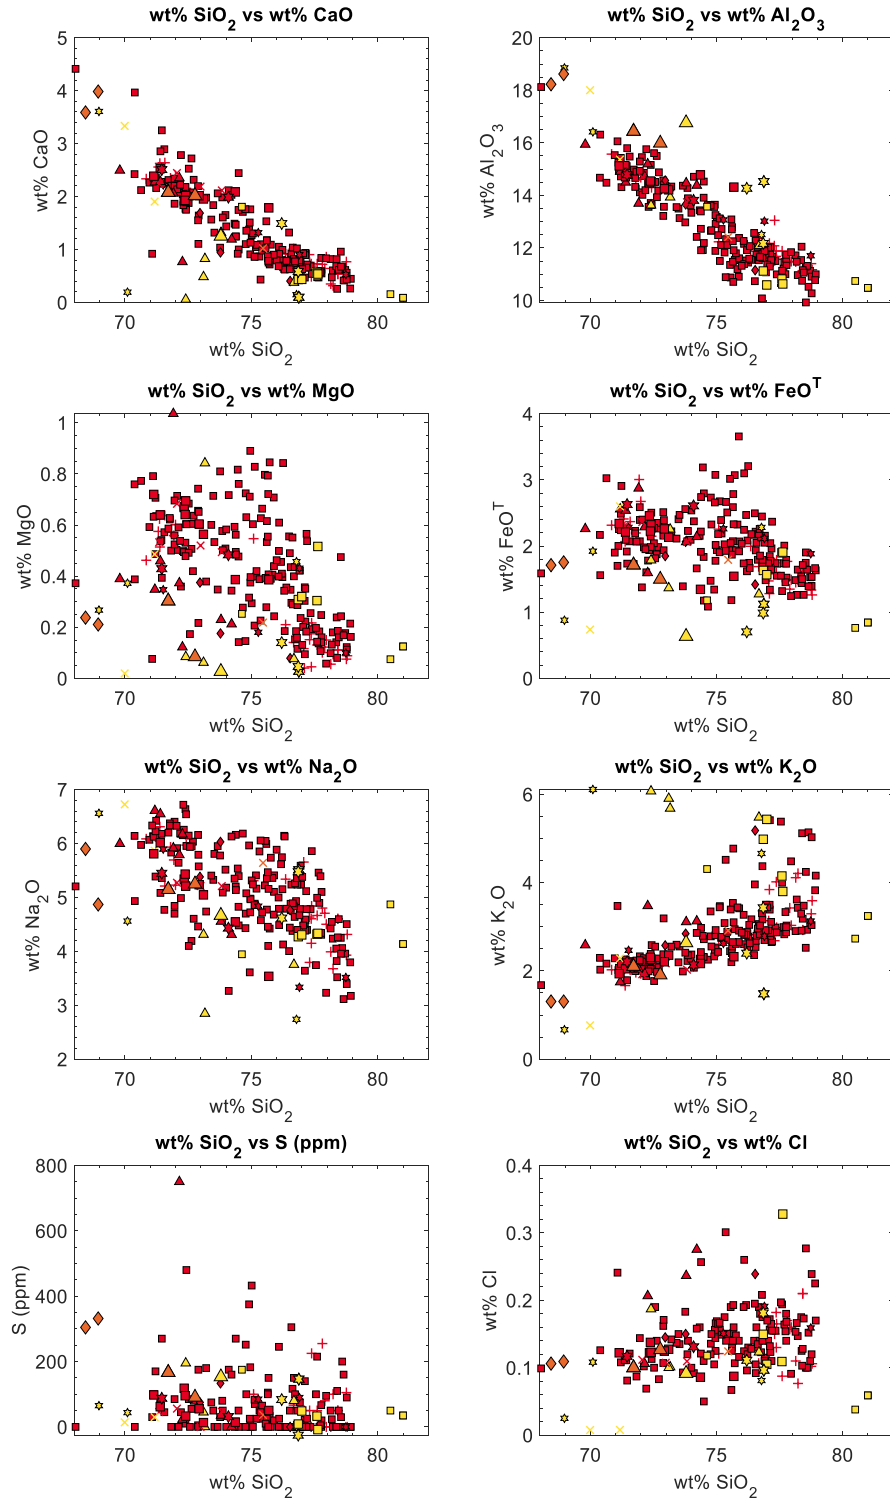 wt% SiO2 vs wt% CaO
5
4
3
2
1
0
wt% CaO
70 75 80
wt% SiO2
wt% SiO2 vs wt% Al2O3
20
18
16
14
12
10
wt% Al2O3
70 75 80
wt% SiO2
wt% SiO2 vs wt% MgO
1
0.8
0.6
0.4
0.2
0
wt% MgO
70 75 80
wt% SiO2
wt% SiO2 vs wt% FeOT
4
3
2
1
0
wt% FeOT
70 75 80
wt% SiO2
wt% SiO2 vs wt% Na2O
7
6
5
4
3
2
wt% Na2O
70 75 80
wt% SiO2
wt% SiO2 vs wt% K2O
6
4
2
0
wt% K2O
70 75 80
wt% SiO2
wt% SiO2 vs S (ppm)
800
600
400
200
0
S (ppm)
70 75 80
wt% SiO2
wt% SiO2 vs wt% Cl
0.4
0.3
0.2
0.1
0
wt% Cl
70 75 80
wt% SiO2